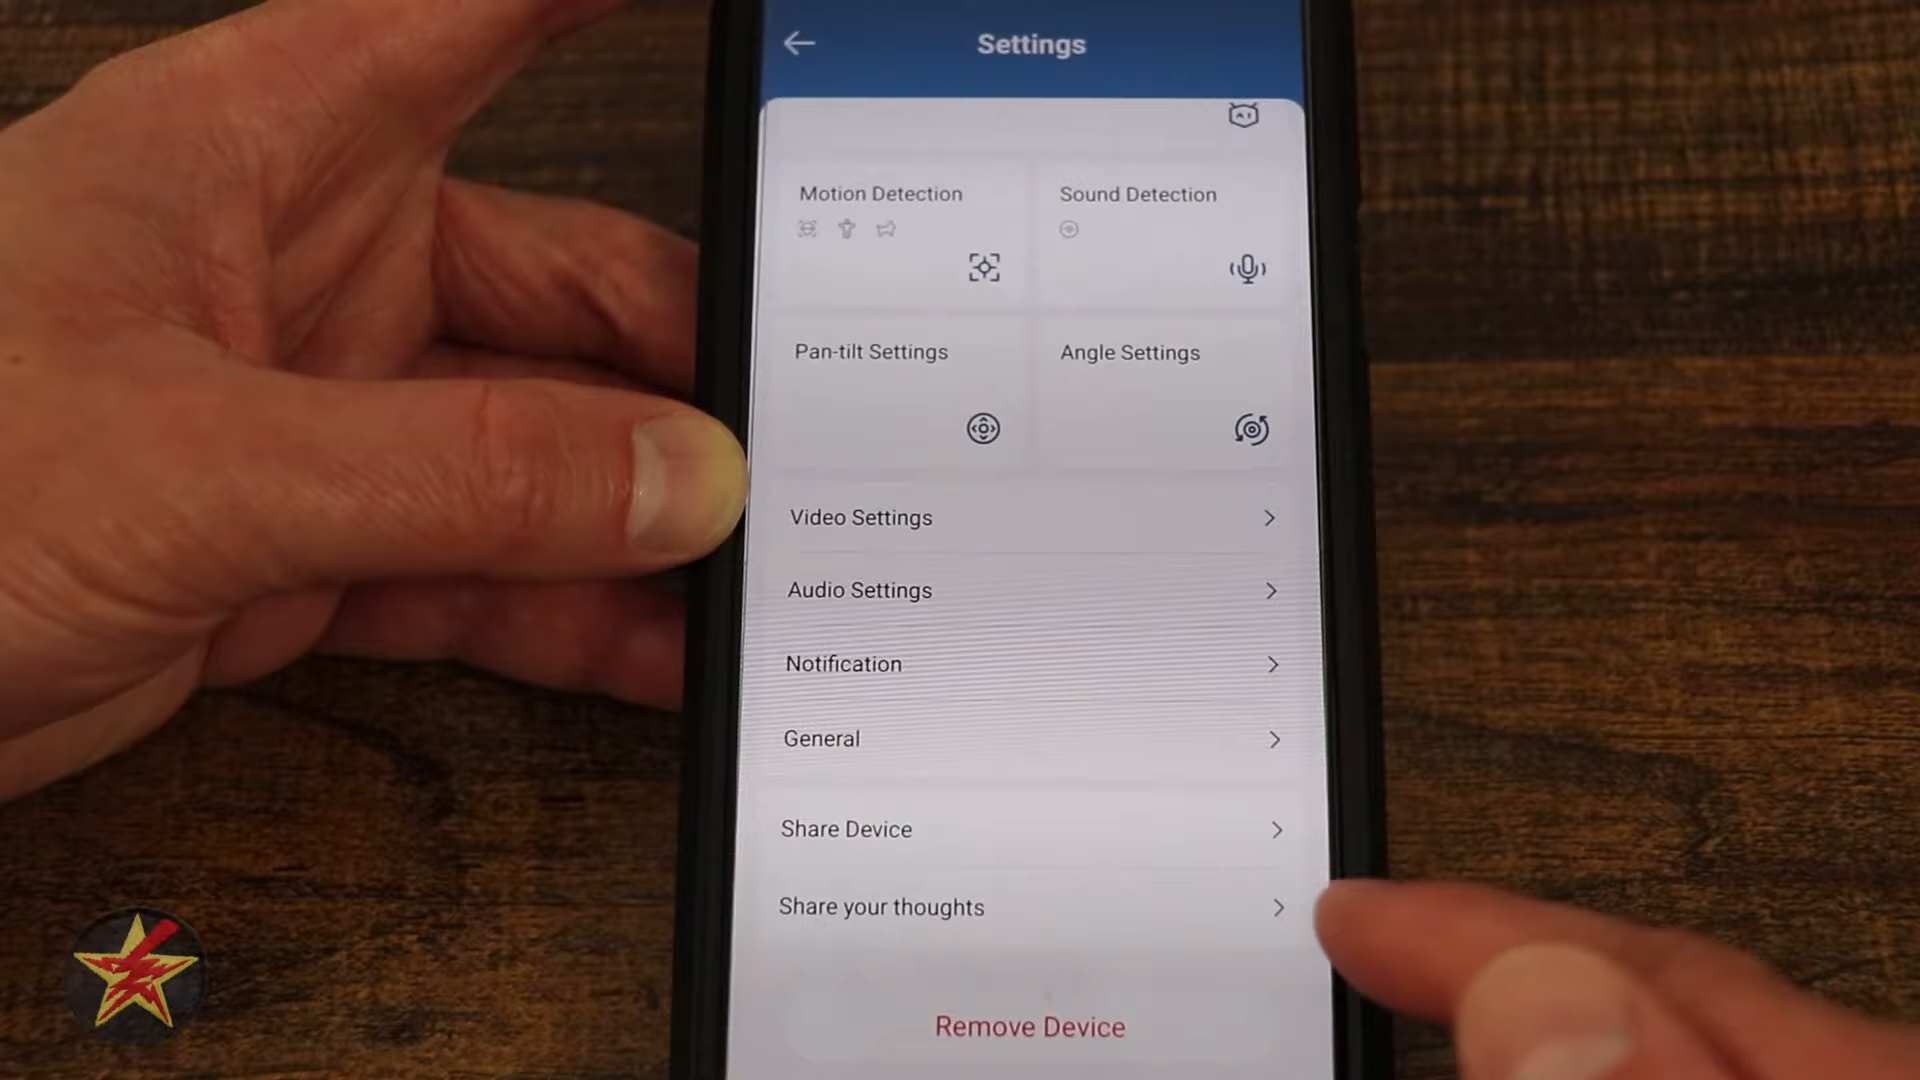 Settings
Motion Detection
Sound Detection
Pan-tilt Settings
Angle Settings
Video Settings
Audio Settings
Notification
General
Share Device
Share your thoughts
Remove Device